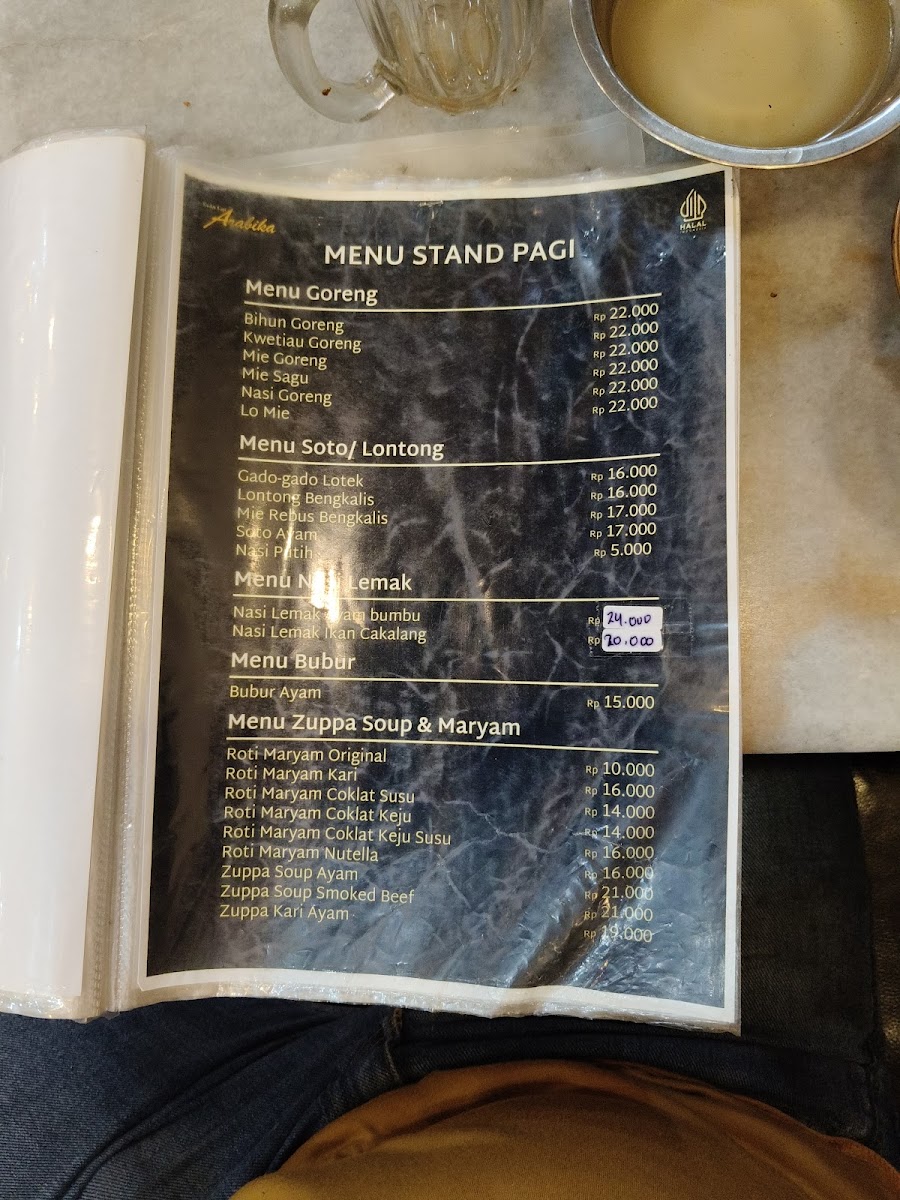 Arabika
HALAL
INDONESIA
MENU STAND PAGI
Menu Goreng
Bihun Goreng Rp 22.000
Kwetiau Goreng Rp 22.000
Mie Goreng Rp 22.000
Mie Sagu Rp 22.000
Nasi Goreng Rp 22.000
Lo Mie Rp 22.000
Menu Soto/ Lontong
Gado-gado Lotek Rp 16.000
Lontong Bengkalis Rp 16.000
Mie Rebus Bengkalis Rp 17.000
Soto Ayam Rp 17.000
Nasi Putih Rp 5.000
Menu Nasi Lemak
Nasi Lemak Ayam bumbu Rp 24.000
Nasi Lemak Ikan Cakalang Rp 20.000
Menu Bubur
Bubur Ayam Rp 15.000
Menu Zuppa Soup & Maryam
Roti Maryam Original Rp 10.000
Roti Maryam Kari Rp 16.000
Roti Maryam Coklat Susu Rp 14.000
Roti Maryam Coklat Keju Rp 14.000
Roti Maryam Coklat Keju Susu Rp 16.000
Roti Maryam Nutella Rp 16.000
Zuppa Soup Ayam Rp 21.000
Zuppa Soup Smoked Beef Rp 21.000
Zuppa Kari Ayam Rp 19.000